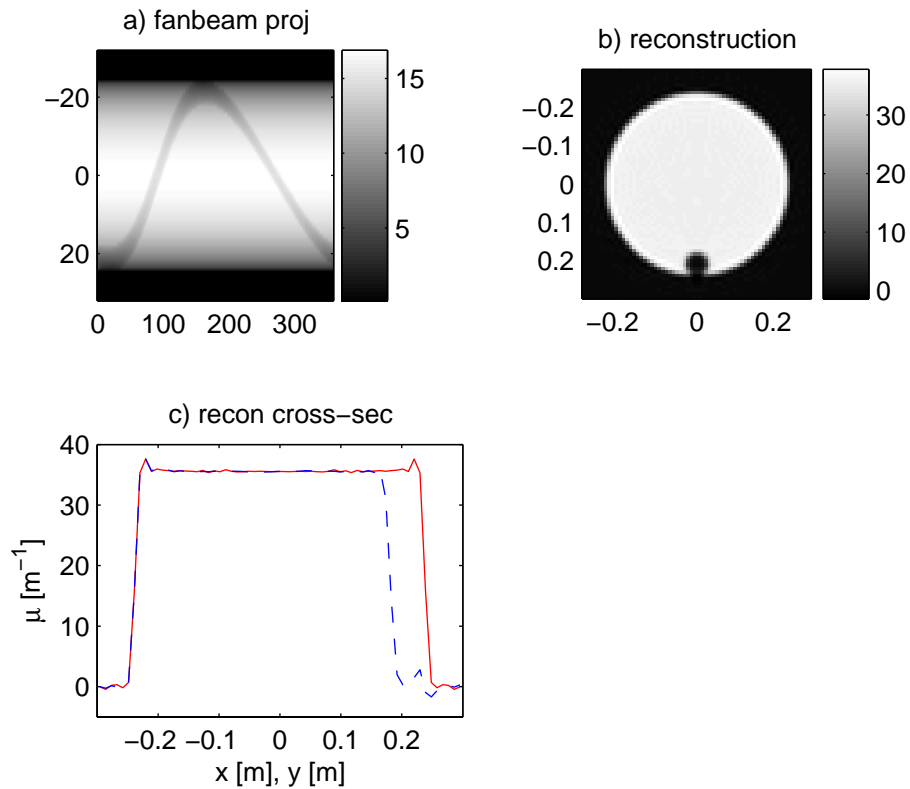 a) fanbeam proj
−20
0
20
0 100 200 300
15
10
5
b) reconstruction
−0.2
−0.1
0
0.1
0.2
−0.2 0 0.2
30
20
10
0
c) recon cross−sec
40
30
20
10
0
μ [m⁻¹]
−0.2 −0.1 0 0.1 0.2
x [m], y [m]